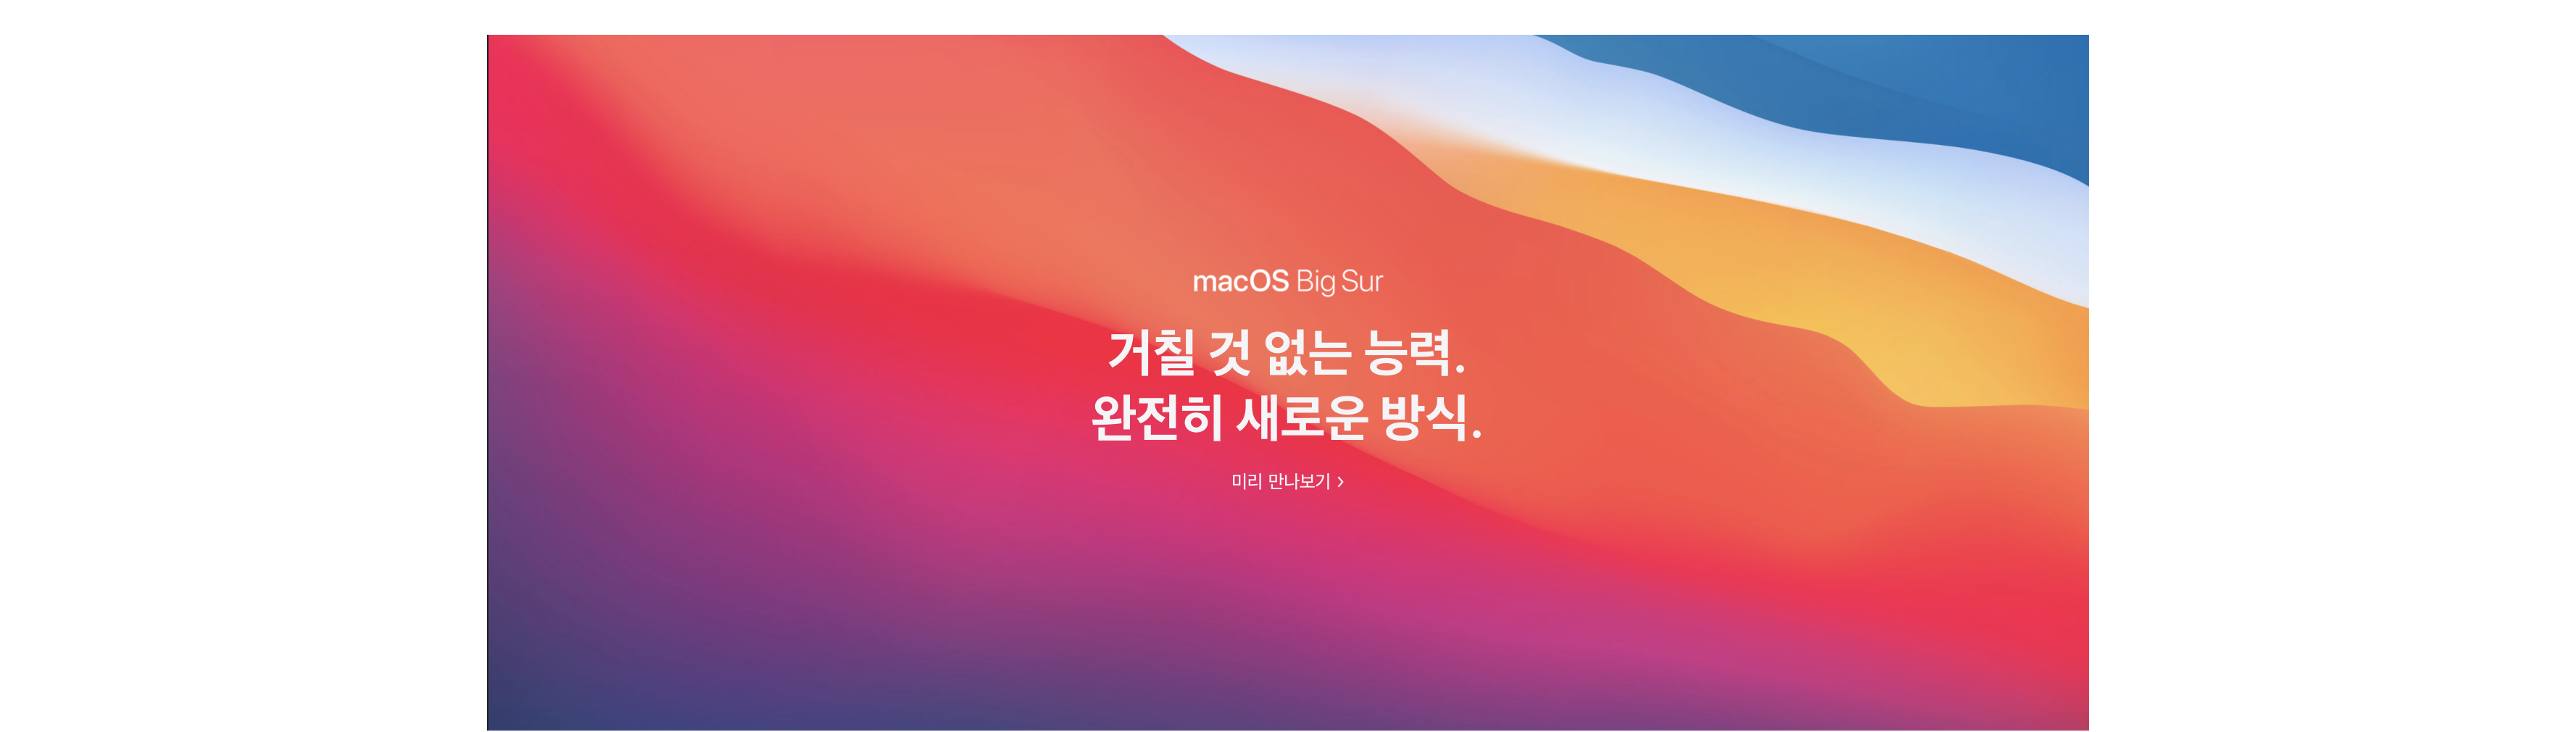 macOS Big Sur
거칠 것 없는 능력.
완전히 새로운 방식.
미리 만나보기 >